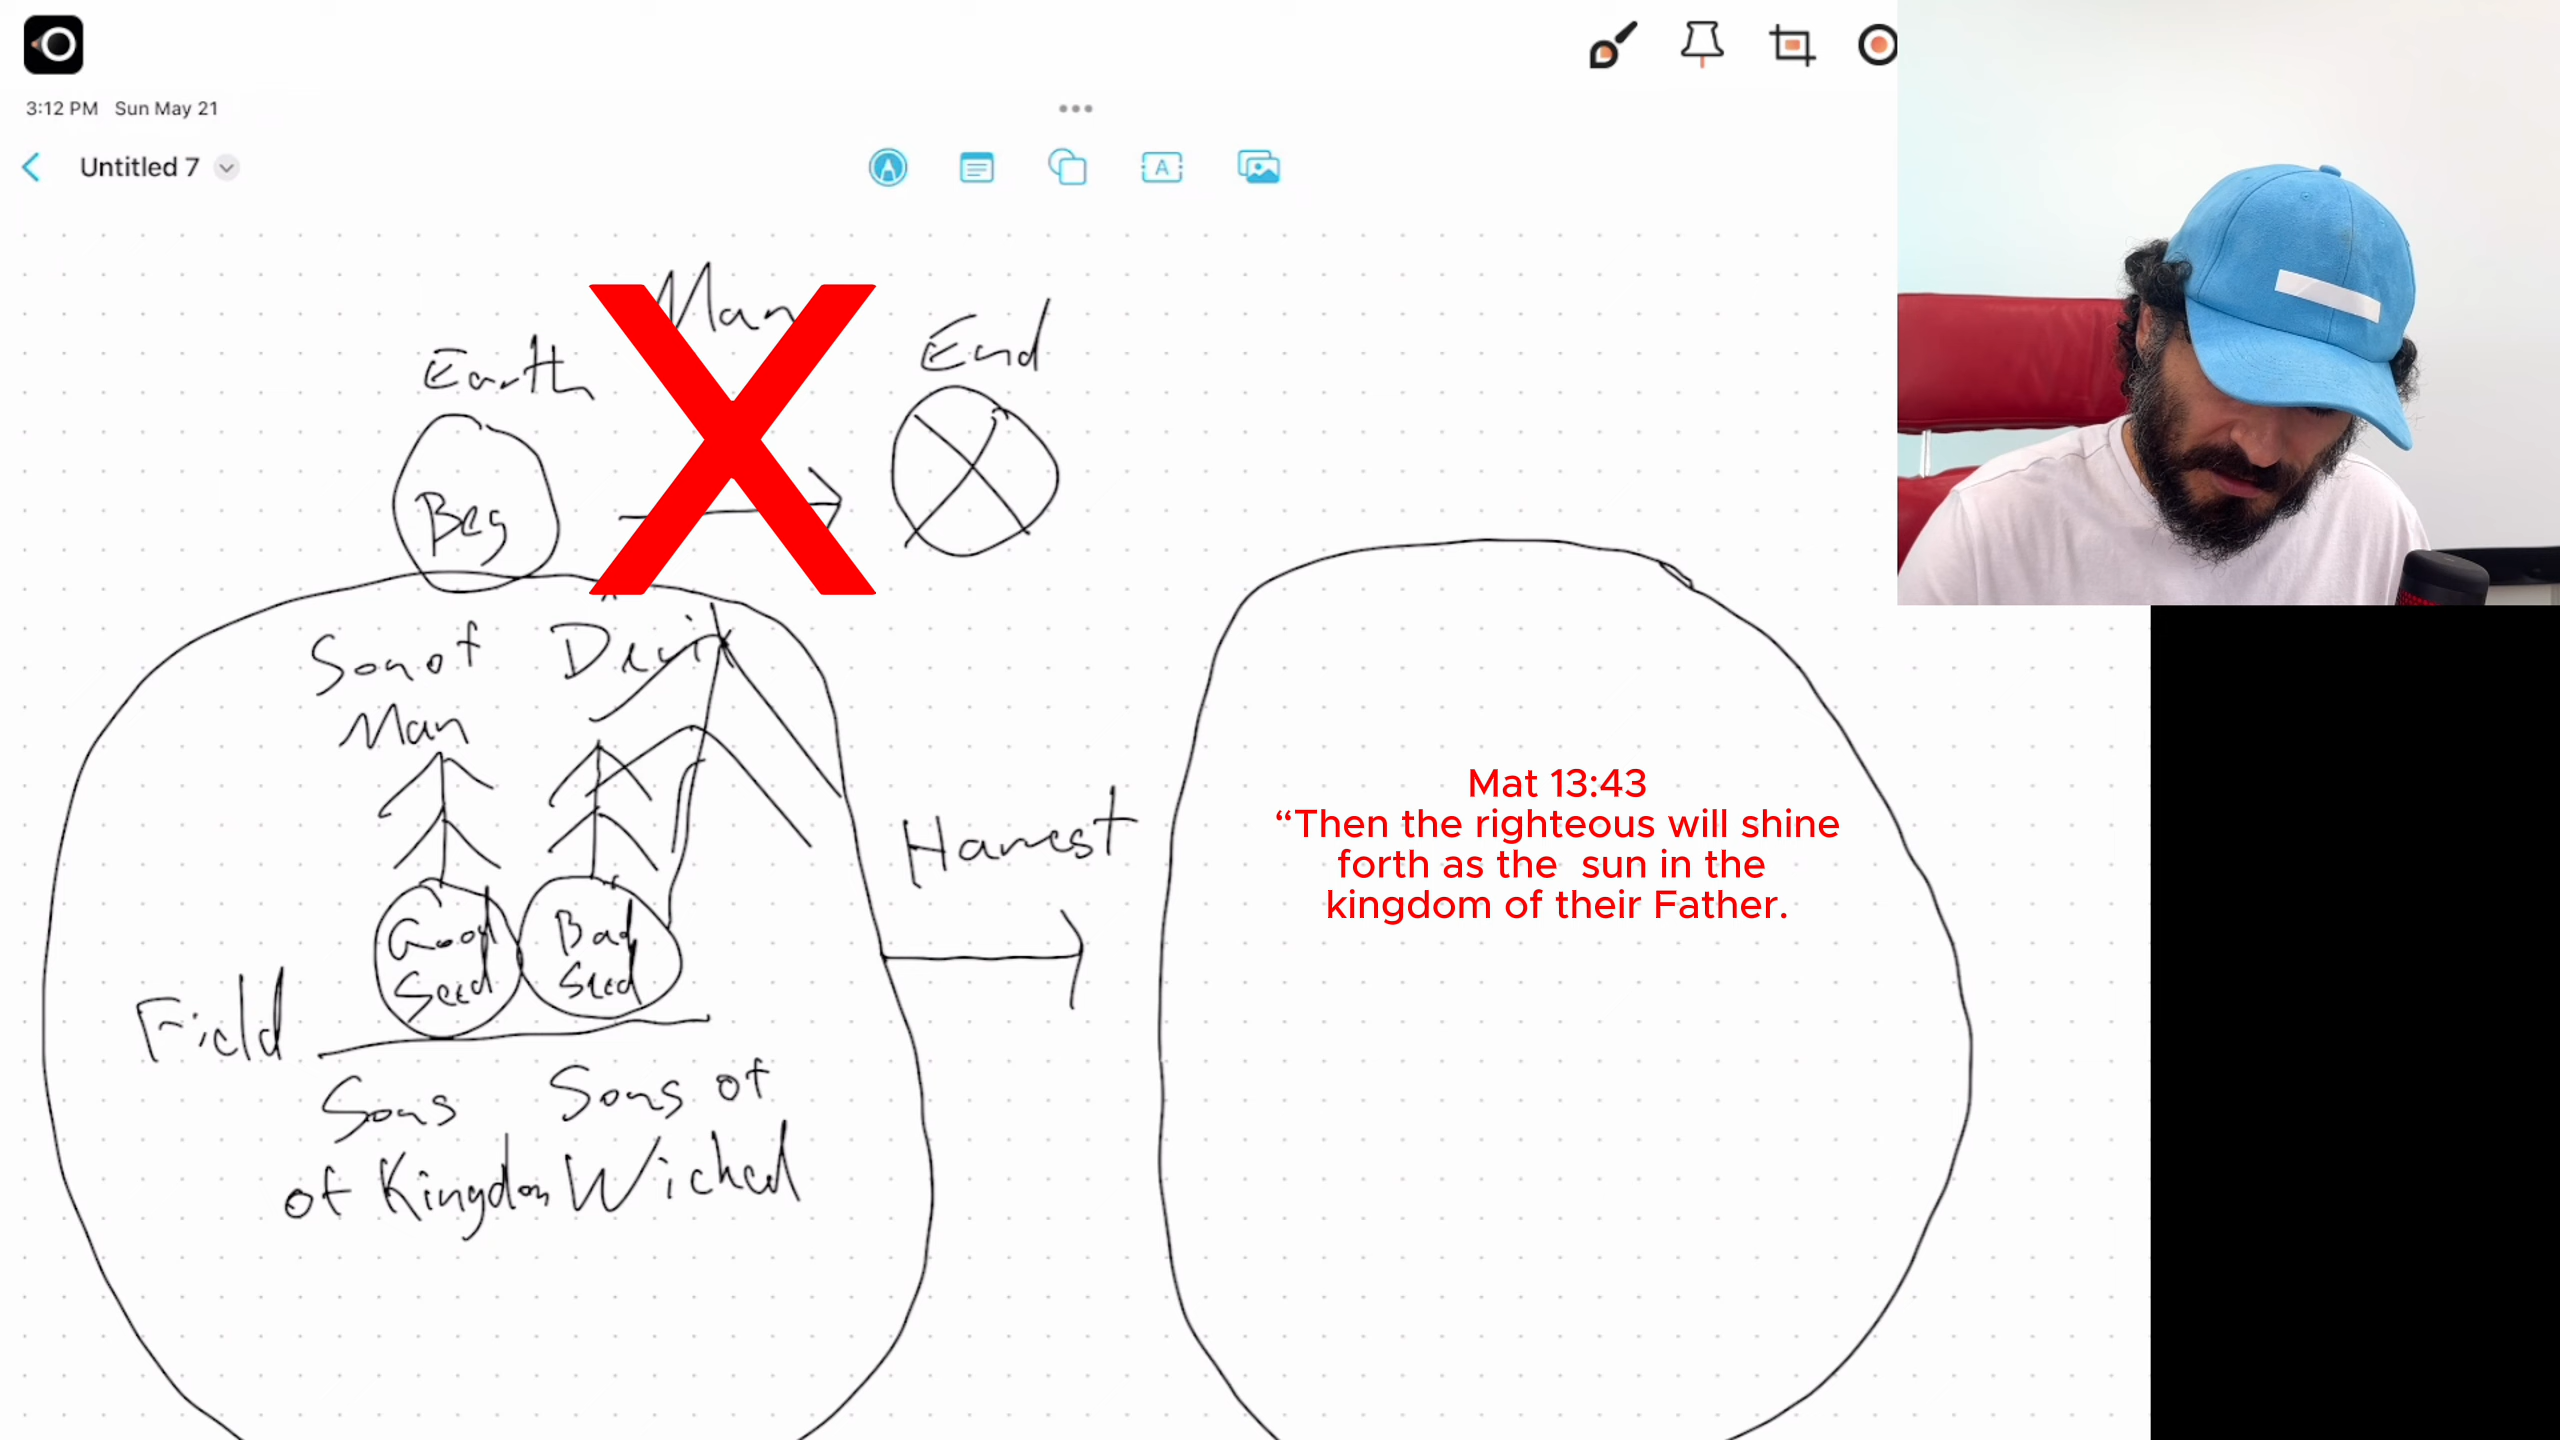 3:12 PM Sun May 21
Untitled 7
A
Man
Earth
End
Beg
Son of
Man
Devil
Good
Seed
Bad
Seed
Field
Sons
of Kingdom
Sons of
Wicked
Harvest
Mat 13:43
“Then the righteous will shine
forth as the sun in the
kingdom of their Father.